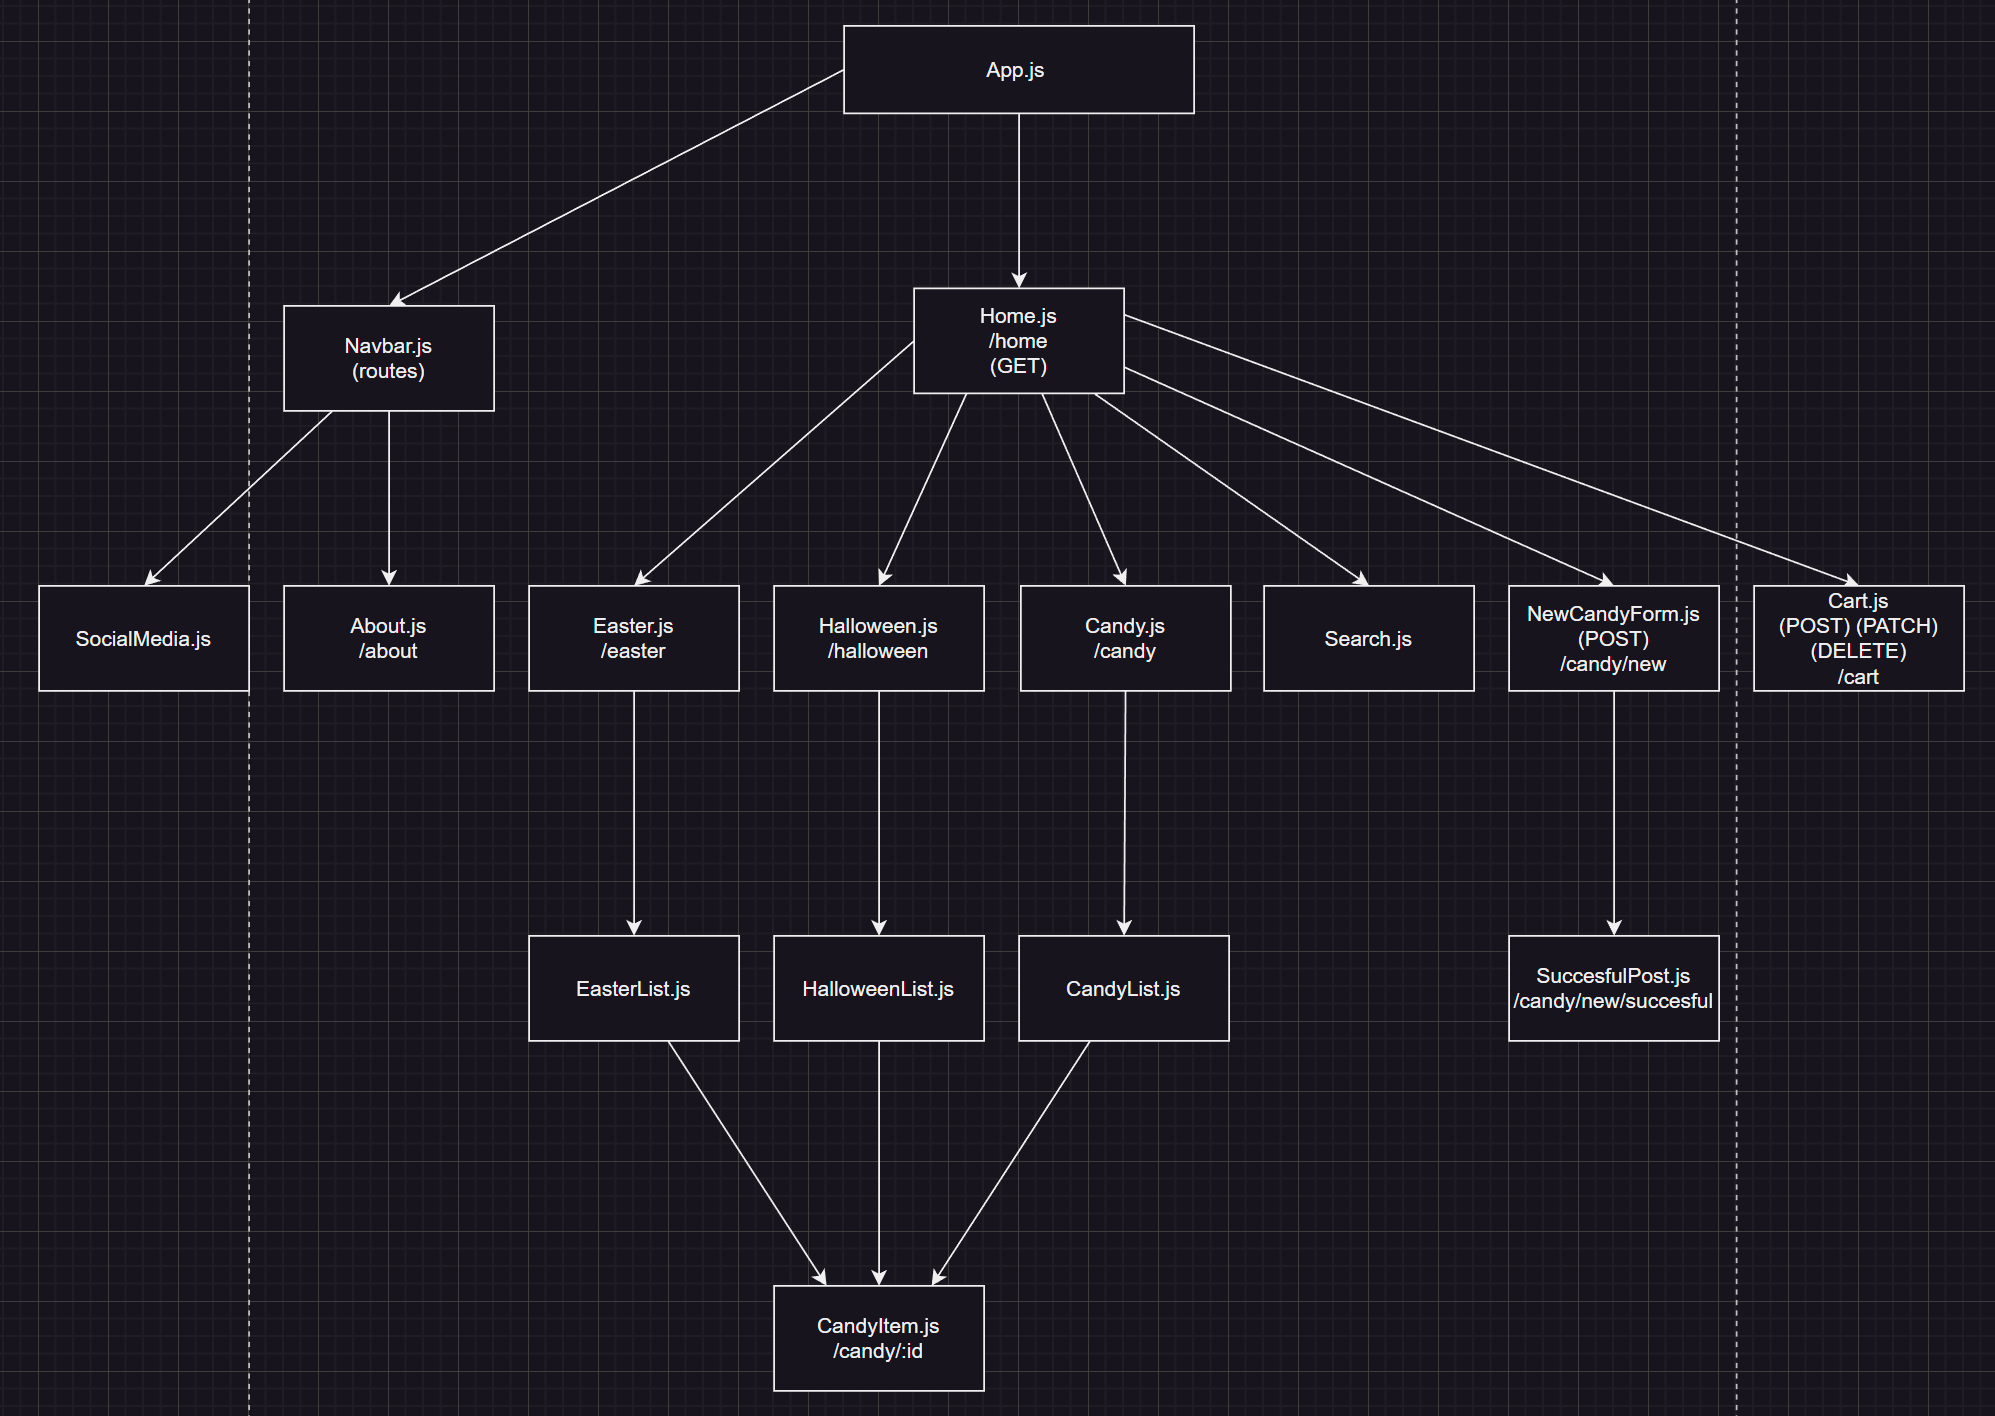 App.js
Navbar.js
(routes)
Home.js
/home
(GET)
SocialMedia.js
About.js
/about
Easter.js
/easter
Halloween.js
/halloween
Candy.js
/candy
Search.js
NewCandyForm.js
(POST)
/candy/new
Cart.js
(POST) (PATCH)
(DELETE)
/cart
EasterList.js
HalloweenList.js
CandyList.js
SuccesfulPost.js
/candy/new/succesful
CandyItem.js
/candy/:id